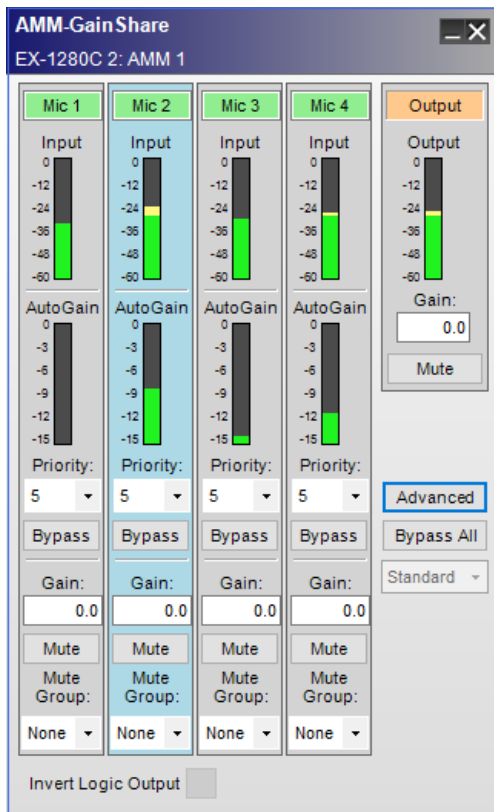 AMM-GainShare
EX-1280C 2: AMM 1
Mic 1 Mic 2 Mic 3 Mic 4 Output
Input Input Input Input Output
0 0 0 0 0
-12 -12 -12 -12 -12
-24 -24 -24 -24 -24
-36 -36 -36 -36 -36
-48 -48 -48 -48 -48
-60 -60 -60 -60 -60
AutoGain AutoGain AutoGain AutoGain Gain:
0 0 0 0 0.0
-3 -3 -3 -3
-6 -6 -6 -6 Mute
-9 -9 -9 -9
-12 -12 -12 -12
-15 -15 -15 -15
Priority: Priority: Priority: Priority:
5 5 5 5 Advanced
Bypass Bypass Bypass Bypass Bypass All
Gain: Gain: Gain: Gain: Standard
0.0 0.0 0.0 0.0
Mute Mute Mute Mute
Mute Mute Mute Mute
Group: Group: Group: Group:
None None None None
Invert Logic Output